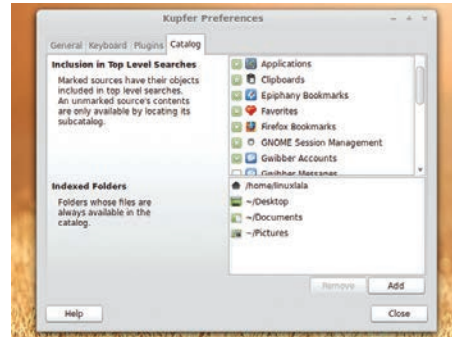 Kupfer Preferences
General Keyboard Plugins Catalog
Inclusion in Top Level Searches
Marked sources have their objects
included in top level searches.
An unmarked source's contents
are only available by locating its
subcatalog.
Applications
Clipboards
Epiphany Bookmarks
Favorites
Firefox Bookmarks
GNOME Session Management
Gwibber Accounts
Gwibber Messages
Indexed Folders
Folders whose files are
always available in the
catalog.
/home/linuxlala
~/Desktop
~/Documents
~/Pictures
Remove Add
Help Close